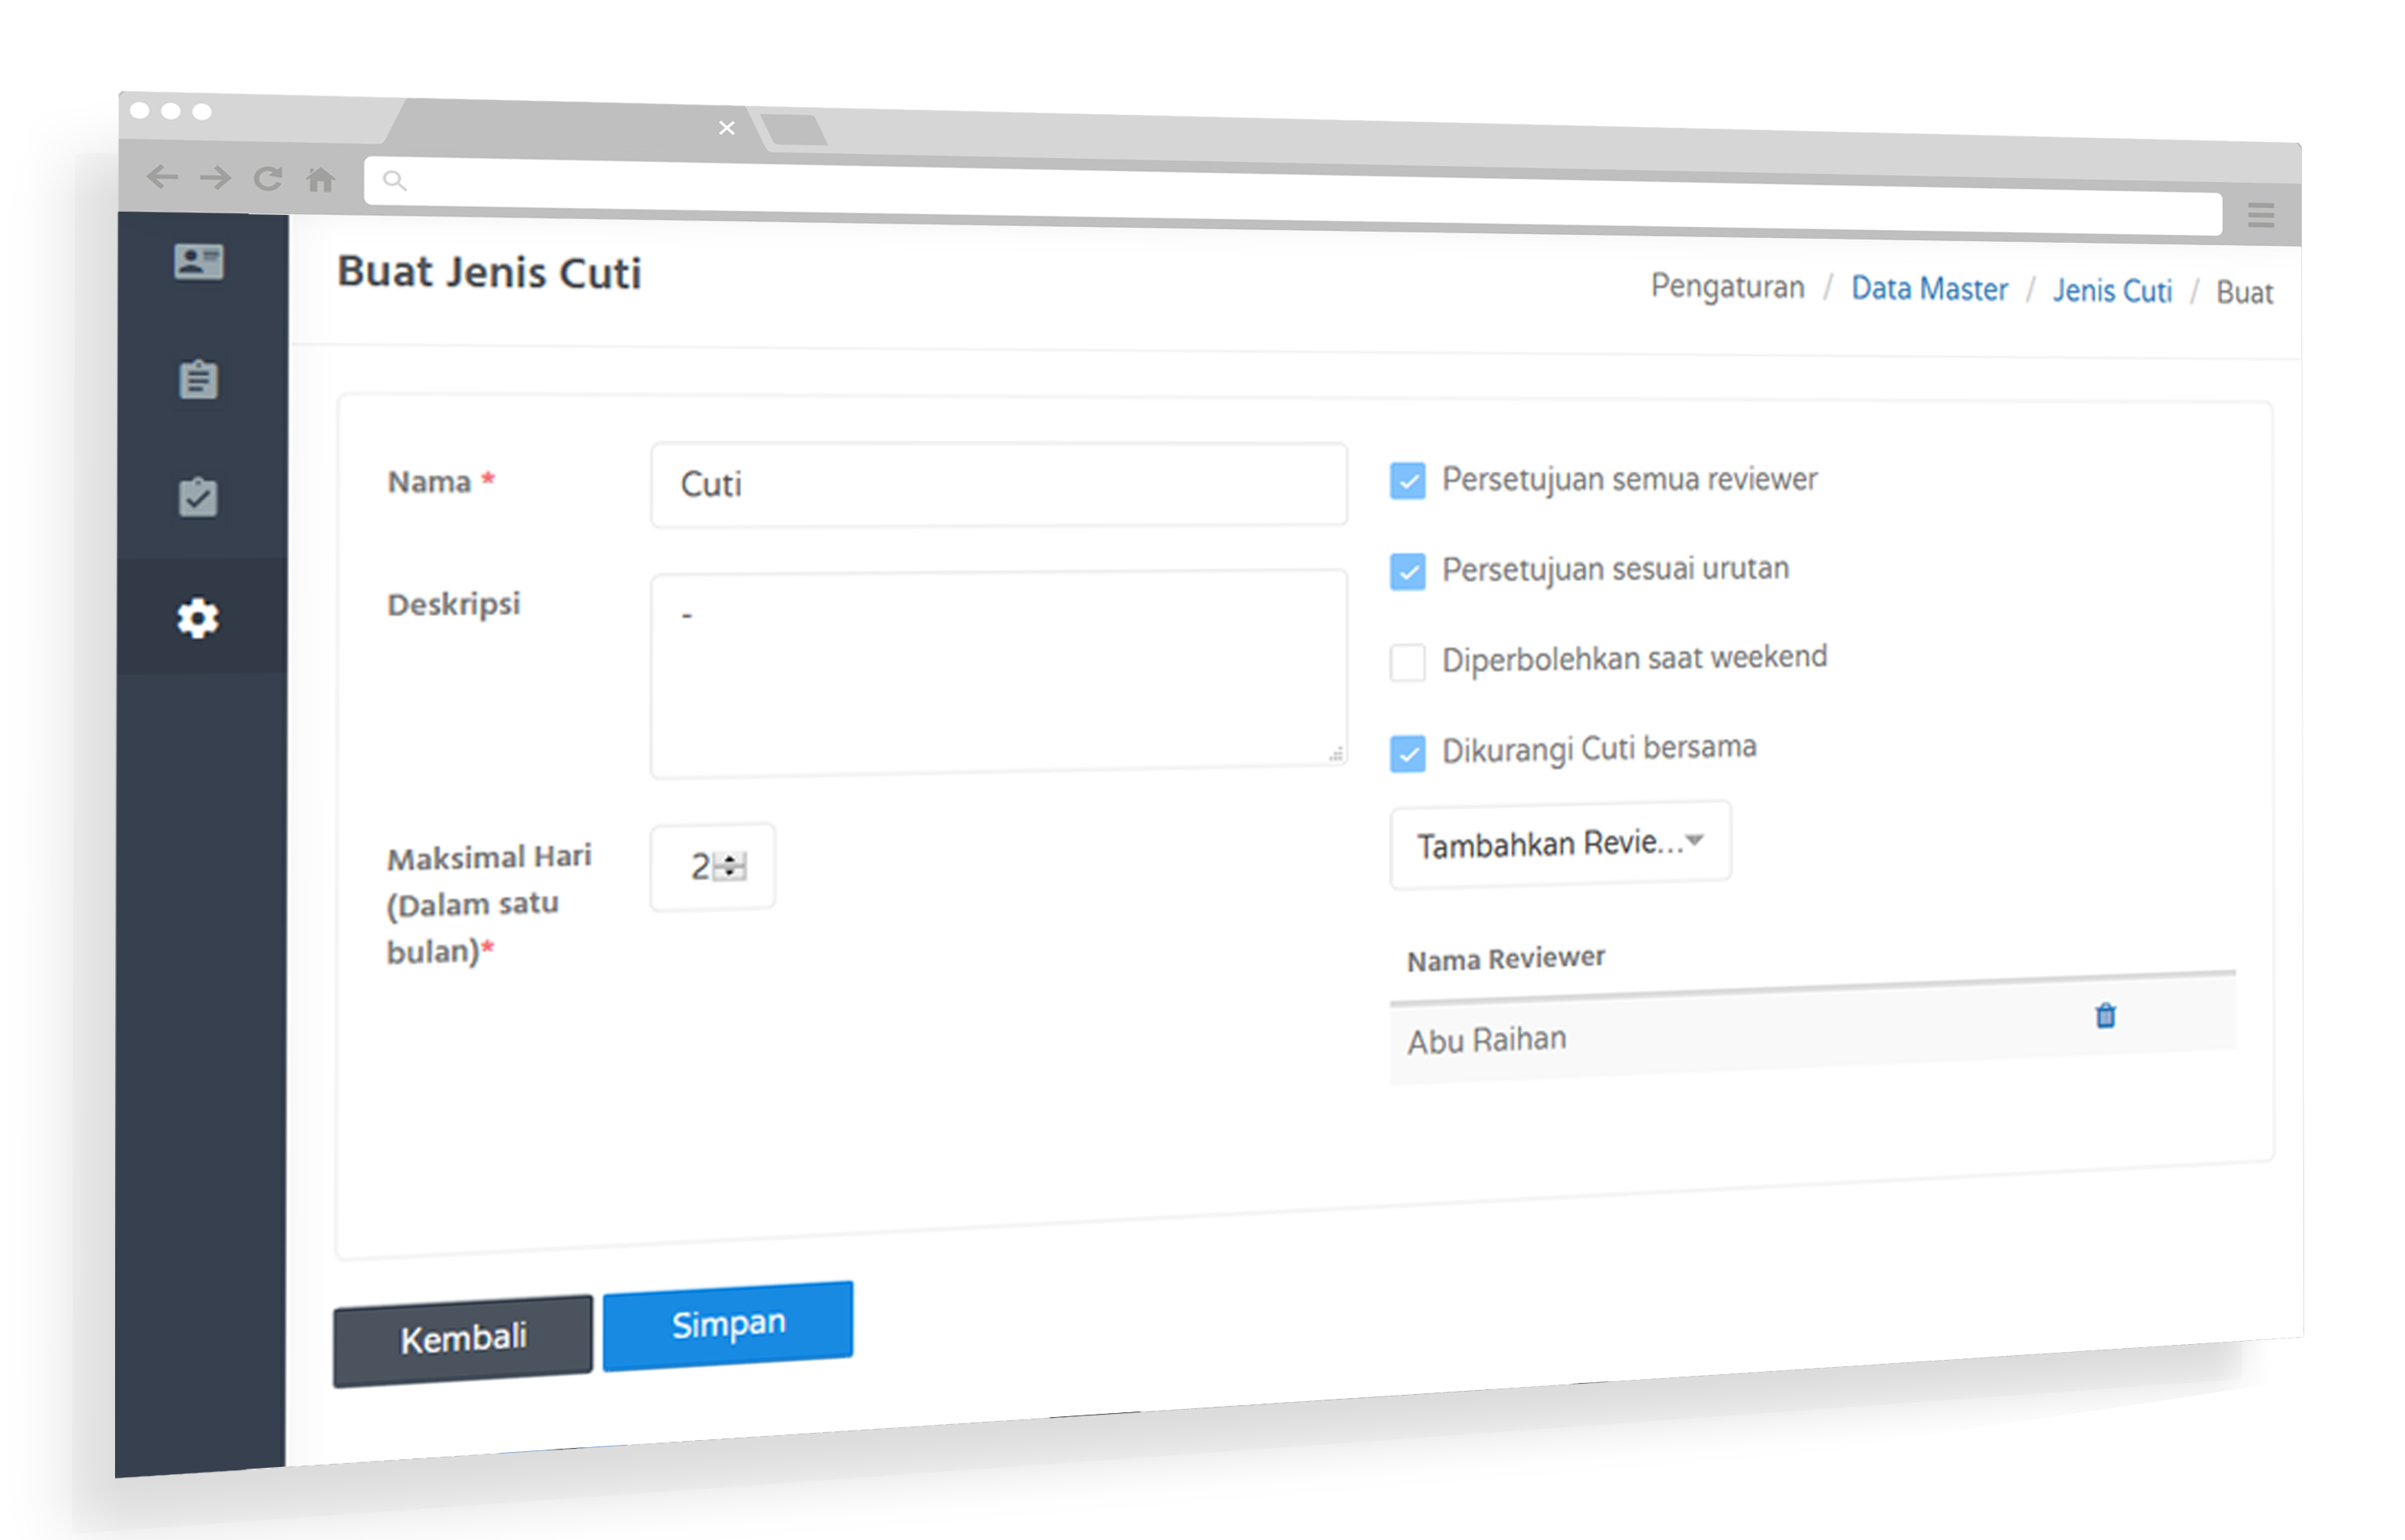 Buat Jenis Cuti
Pengaturan / Data Master / Jenis Cuti / Buat
Nama *
Cuti
Deskripsi
-
Maksimal Hari
(Dalam satu
bulan)*
2
Persetujuan semua reviewer
Persetujuan sesuai urutan
Diperbolehkan saat weekend
Dikurangi Cuti bersama
Tambahkan Revie...
Nama Reviewer
Abu Raihan
Kembali
Simpan